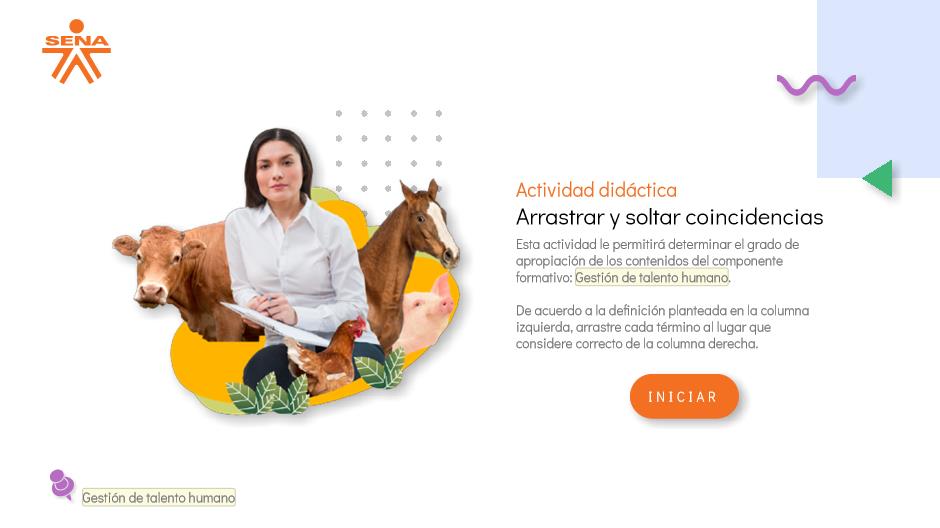 SENA
Actividad didáctica
Arrastrar y soltar coincidencias
Esta actividad le permitirá determinar el grado de
apropiación de los contenidos del componente
formativo: Gestión de talento humano.
De acuerdo a la definición planteada en la columna
izquierda, arrastre cada término al lugar que
considere correcto de la columna derecha.
INICIAR
Gestión de talento humano